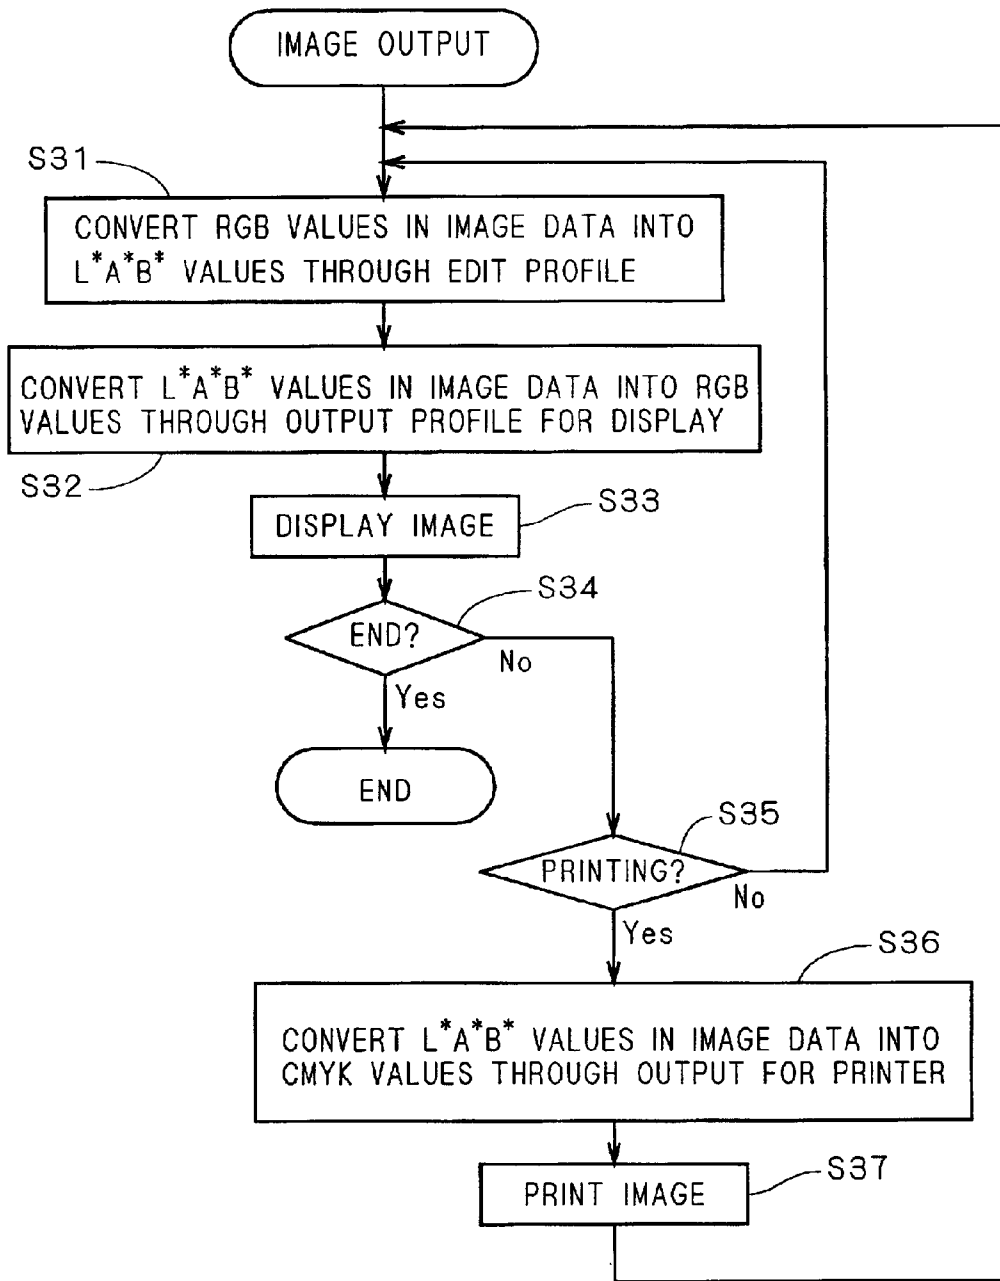 IMAGE OUTPUT
S31
CONVERT RGB VALUES IN IMAGE DATA INTO
L*A*B* VALUES THROUGH EDIT PROFILE
CONVERT L*A*B* VALUES IN IMAGE DATA INTO RGB
VALUES THROUGH OUTPUT PROFILE FOR DISPLAY
S32
DISPLAY IMAGE
S33
S34
END?
No
Yes
END
S35
PRINTING?
No
Yes
S36
CONVERT L*A*B* VALUES IN IMAGE DATA INTO
CMYK VALUES THROUGH OUTPUT FOR PRINTER
S37
PRINT IMAGE